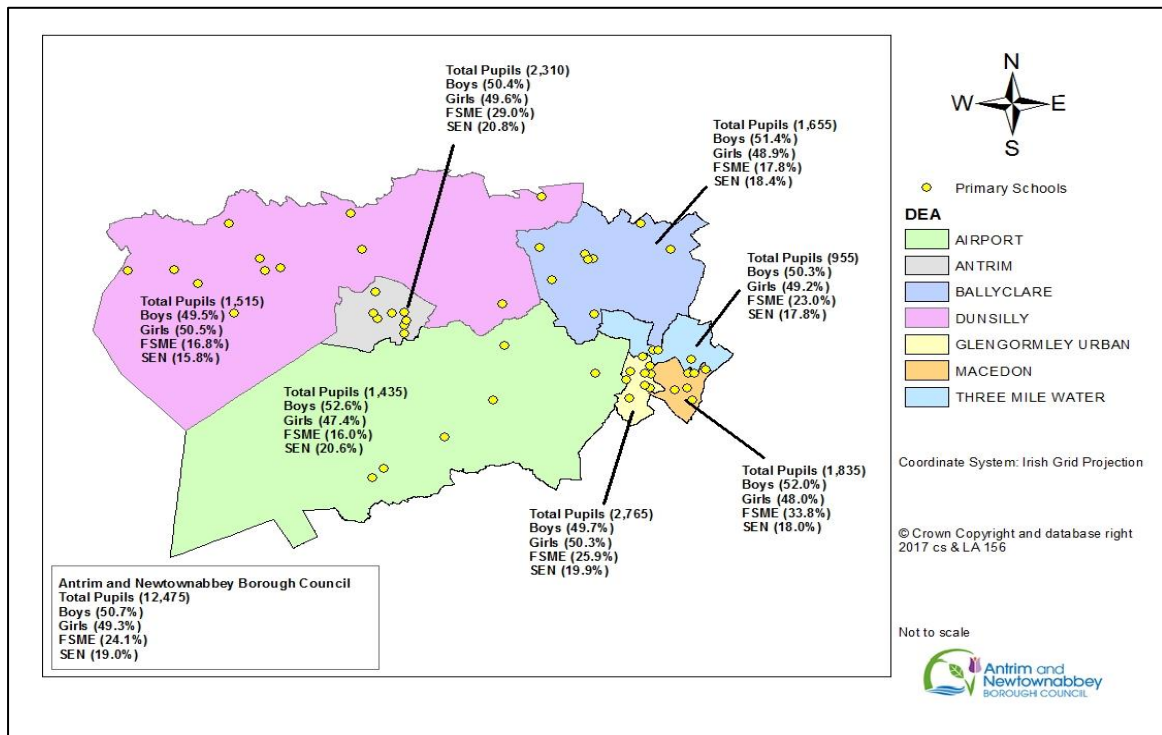 Total Pupils (2,310)
Boys (50.4%)
Girls (49.6%)
FSME (29.0%)
SEN (20.8%)
Total Pupils (1,655)
Boys (51.4%)
Girls (48.9%)
FSME (17.8%)
SEN (18.4%)
Total Pupils (955)
Boys (50.3%)
Girls (49.2%)
FSME (23.0%)
SEN (17.8%)
Total Pupils (1,515)
Boys (49.5%)
Girls (50.5%)
FSME (16.8%)
SEN (15.8%)
Total Pupils (1,435)
Boys (52.6%)
Girls (47.4%)
FSME (16.0%)
SEN (20.6%)
Total Pupils (1,835)
Boys (52.0%)
Girls (48.0%)
FSME (33.8%)
SEN (18.0%)
Total Pupils (2,765)
Boys (49.7%)
Girls (50.3%)
FSME (25.9%)
SEN (19.9%)
Antrim and Newtownabbey Borough Council
Total Pupils (12,475)
Boys (50.7%)
Girls (49.3%)
FSME (24.1%)
SEN (19.0%)
N
W E
S
Primary Schools
DEA
AIRPORT
ANTRIM
BALLYCLARE
DUNSILLY
GLENGORMLEY URBAN
MACEDON
THREE MILE WATER
Coordinate System: Irish Grid Projection
© Crown Copyright and database right
2017 cs & LA 156
Not to scale
Antrim and
Newtownabbey
BOROUGH COUNCIL